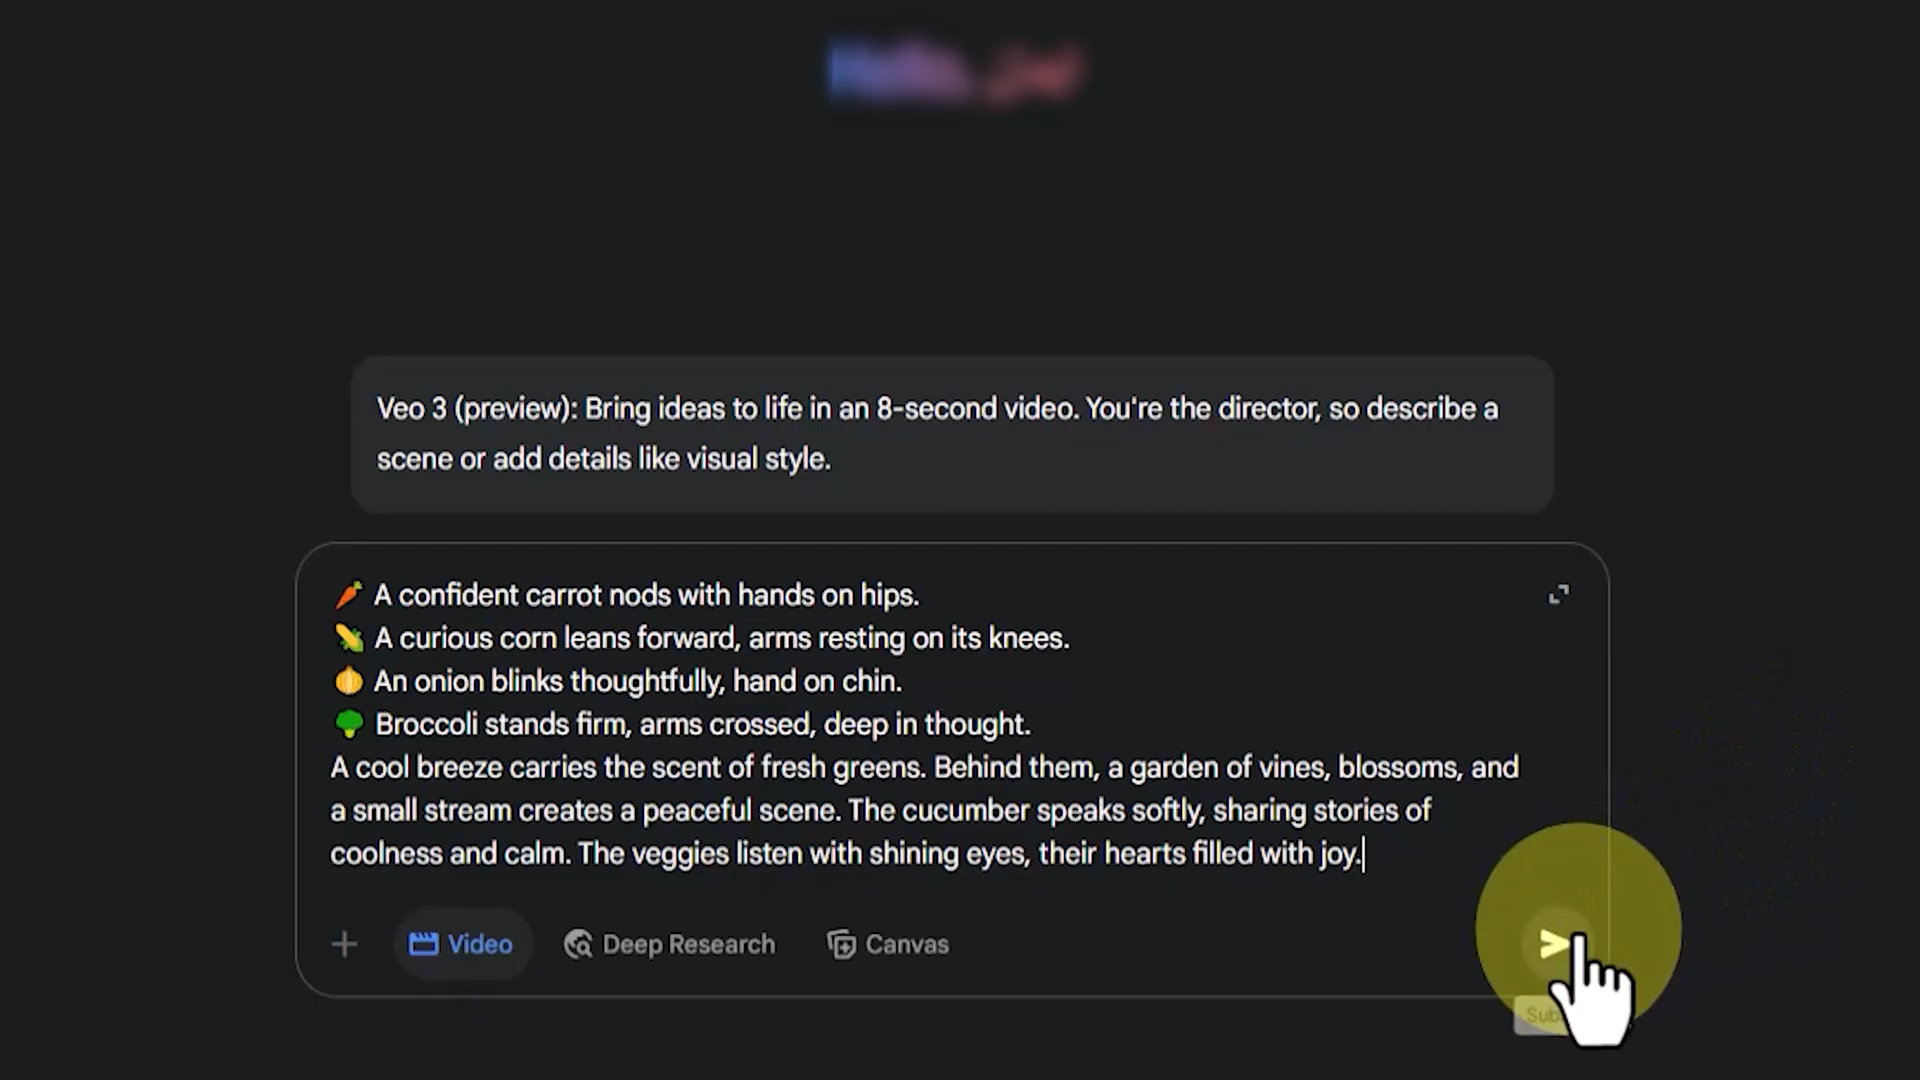 Veo 3 (preview): Bring ideas to life in an 8-second video. You're the director, so describe a
scene or add details like visual style.
🥕 A confident carrot nods with hands on hips.
🌽 A curious corn leans forward, arms resting on its knees.
🧅 An onion blinks thoughtfully, hand on chin.
🥦 Broccoli stands firm, arms crossed, deep in thought.
A cool breeze carries the scent of fresh greens. Behind them, a garden of vines, blossoms, and
a small stream creates a peaceful scene. The cucumber speaks softly, sharing stories of
coolness and calm. The veggies listen with shining eyes, their hearts filled with joy.
Video Deep Research Canvas